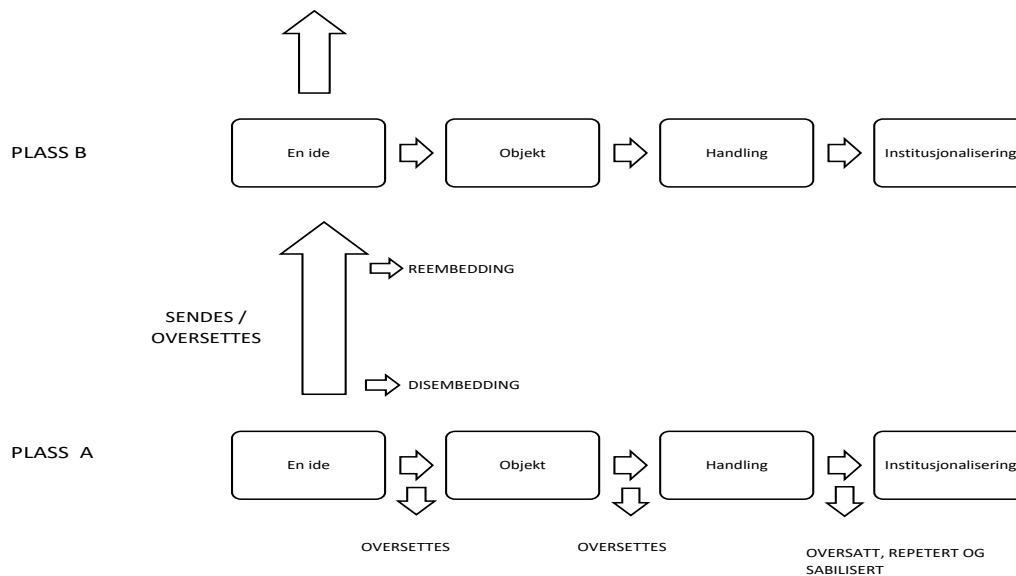 PLASS B
En ide
Objekt
Handling
Institusjonalisering
REEMBEDDING
SENDES /
OVERSETTES
DISEMBEDDING
PLASS A
En ide
Objekt
Handling
Institusjonalisering
OVERSETTES
OVERSETTES
OVERSATT, REPETERT OG
SABILISERT